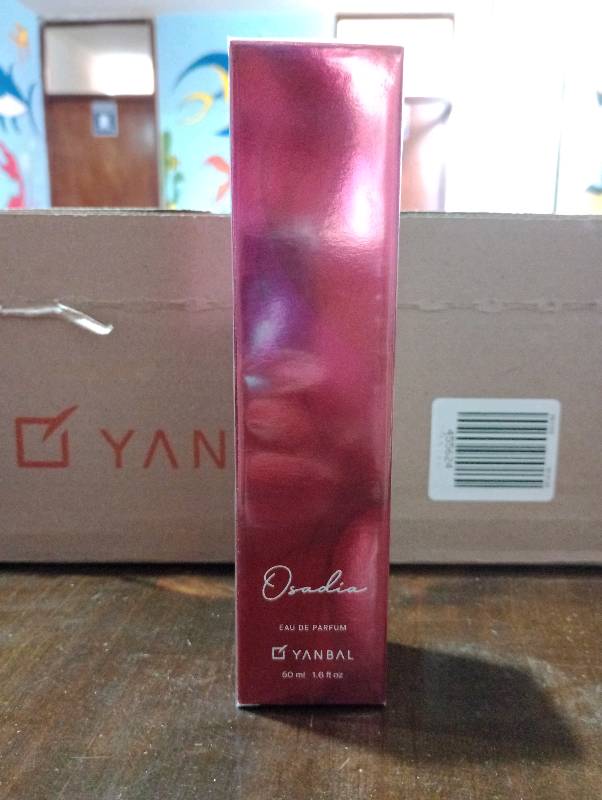 YAN
Osadia
EAU DE PARFUM
YANBAL
50 ml 1.6 fl oz